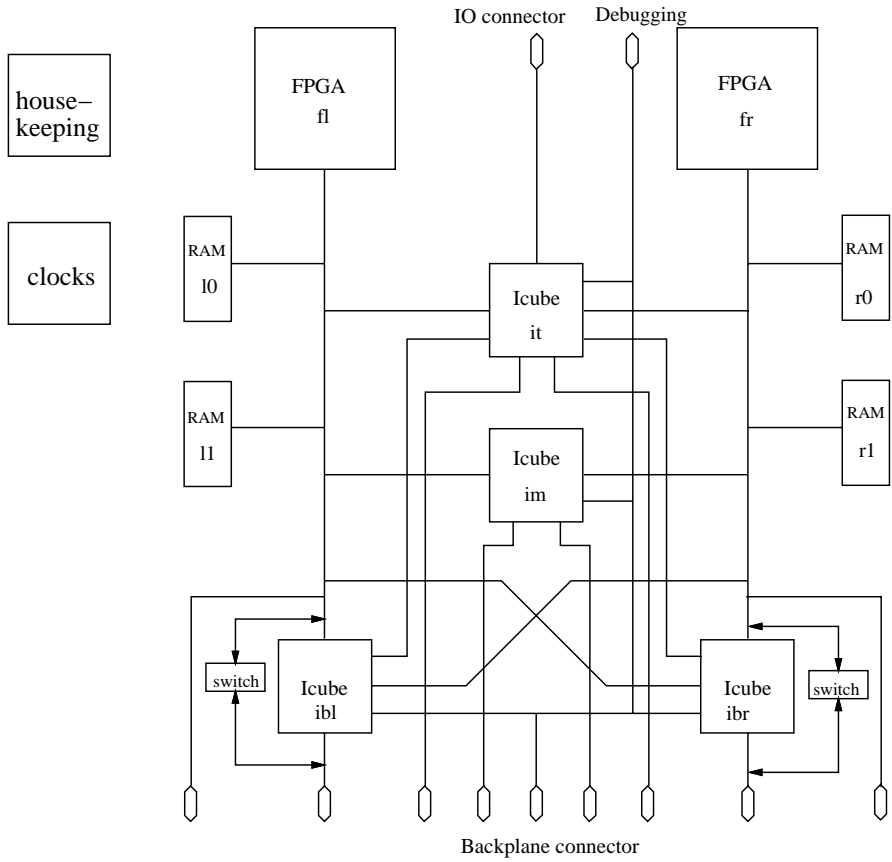 IO connector
Debugging
house–
keeping
FPGA
fl
FPGA
fr
clocks
RAM
l0
RAM
r0
Icube
it
RAM
l1
RAM
r1
Icube
im
switch
Icube
ibl
Icube
ibr
switch
Backplane connector